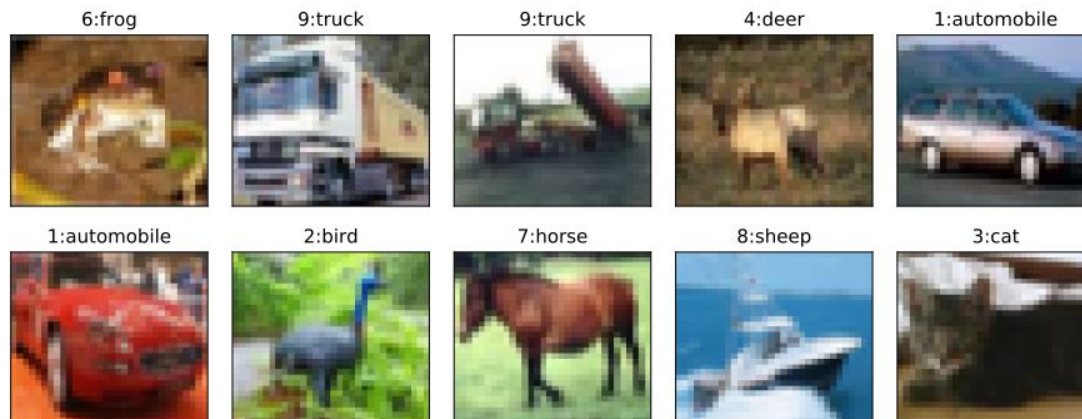 6:frog 9:truck 9:truck 4:deer 1:automobile
1:automobile 2:bird 7:horse 8:sheep 3:cat